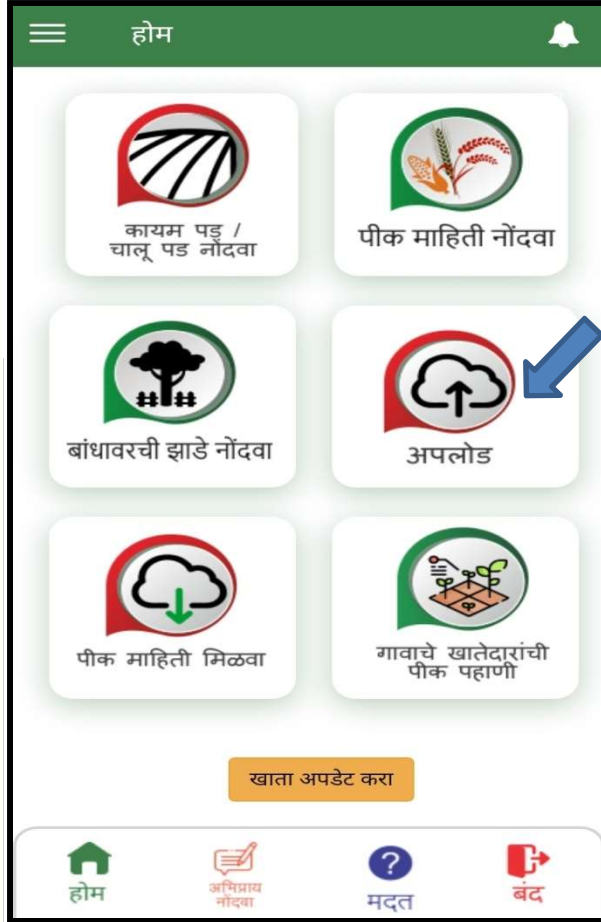 होम
कायम पड /
चालू पड नोंदवा
पीक माहिती नोंदवा
बांधावरची झाडे नोंदवा
अपलोड
पीक माहिती मिळवा
गावाचे खातेदारांची
पीक पहाणी
खाता अपडेट करा
होम
अभिप्राय
नोंदवा
?
मदत
बंद